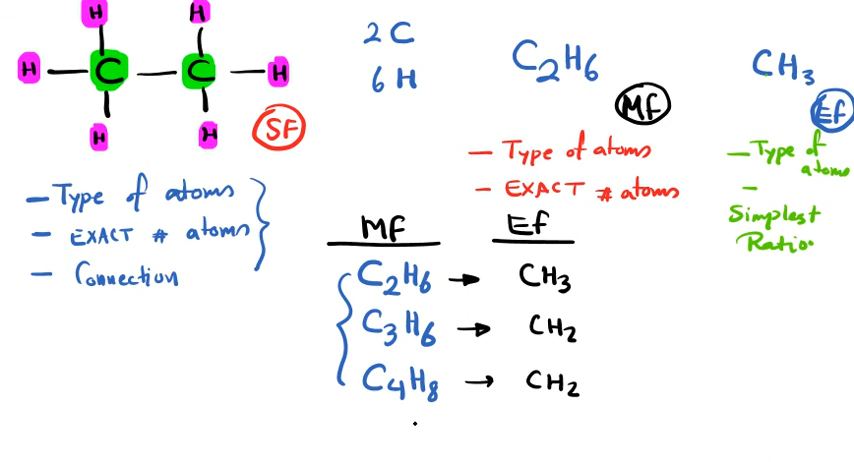 H H
H C C H
H H
SF
2C
6H
C₂H₆
MF
CH₃
EF
– Type of atoms
– EXACT # atoms
– Connection
– Type of atoms
– EXACT # atoms
– Type of
atoms
–
Simplest
Ratio
MF EF
C₂H₆ → CH₃
C₃H₆ → CH₂
C₄H₈ → CH₂